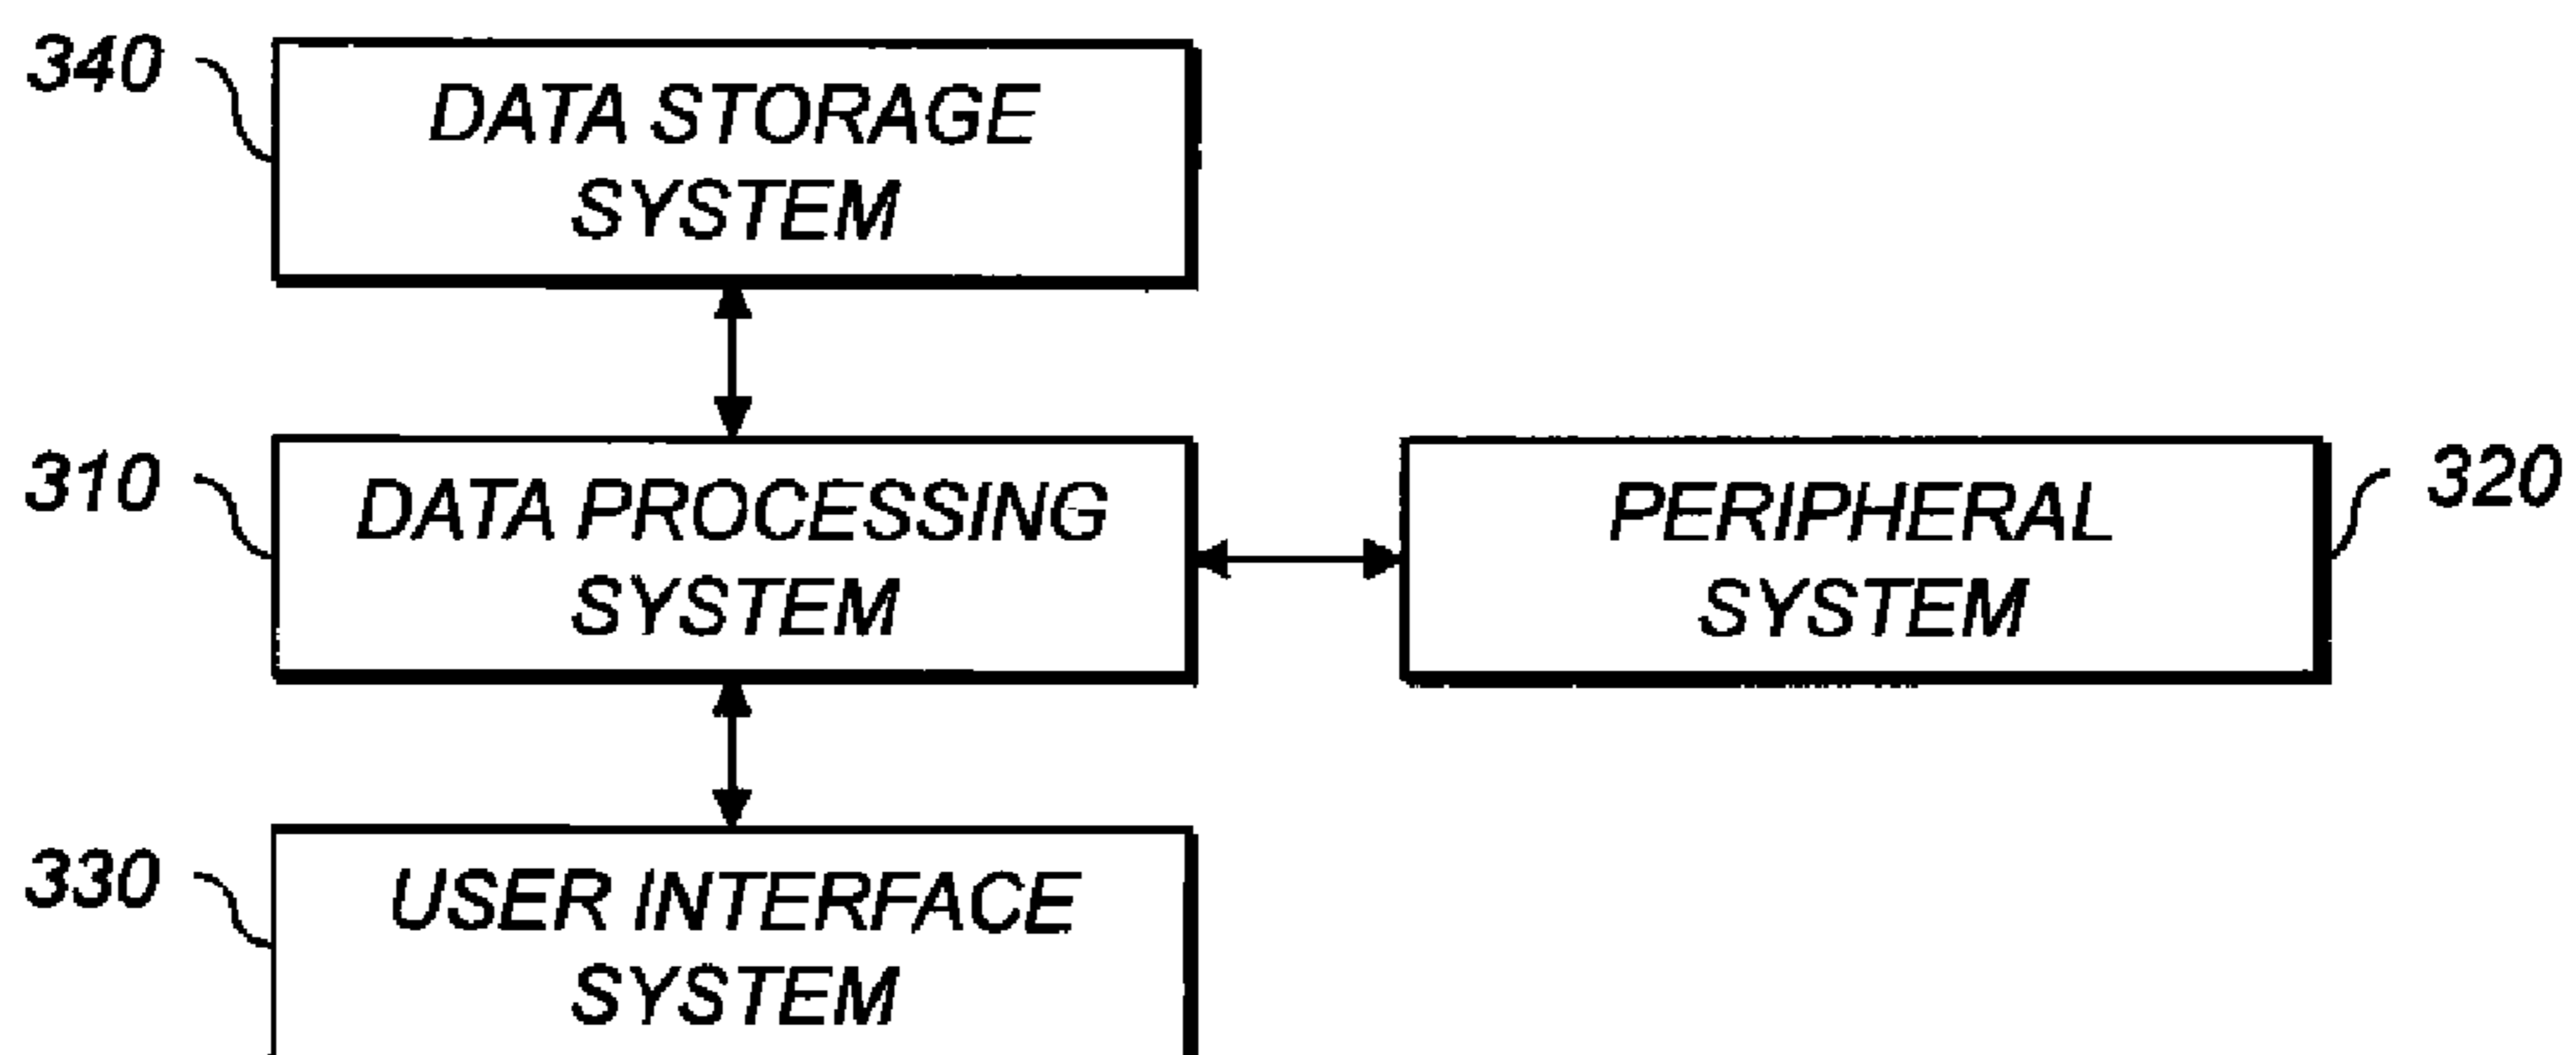 340
DATA STORAGE
SYSTEM
310
DATA PROCESSING
SYSTEM
PERIPHERAL
SYSTEM
320
330
USER INTERFACE
SYSTEM